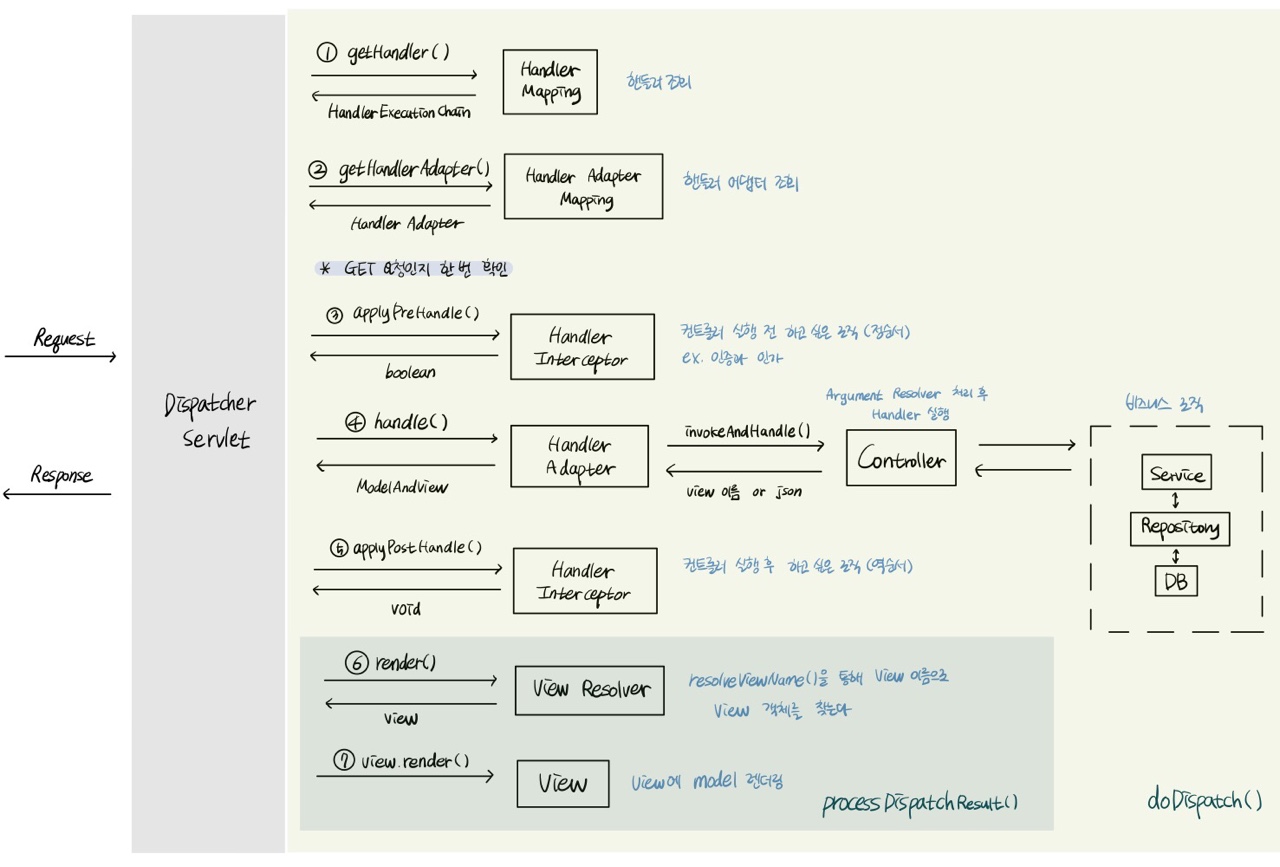 Request
Response
Dispatcher
Servlet
① getHandler()
HandlerExecutionChain
Handler
Mapping
핸들러 조회
② getHandlerAdapter()
Handler Adapter
Handler Adapter
Mapping
핸들러 어댑터 조회
* GET 요청인지 한 번 확인
③ applyPreHandle()
boolean
Handler
Interceptor
컨트롤러 실행 전 하고 싶은 로직 (정순서)
ex. 인증과 인가
④ handle()
ModelAndView
Handler
Adapter
invokeAndHandle()
view 이름 or json
Argument Resolver 처리 후
Handler 실행
Controller
비즈니스 로직
Service
Repository
DB
⑤ applyPostHandle()
void
Handler
Interceptor
컨트롤러 실행 후 하고 싶은 로직 (역순서)
⑥ render()
view
View Resolver
resolveViewName()을 통해 View 이름으로
View 객체를 찾는다
⑦ view.render()
View
View에 model 렌더링
processDispatchResult()
doDispatch()